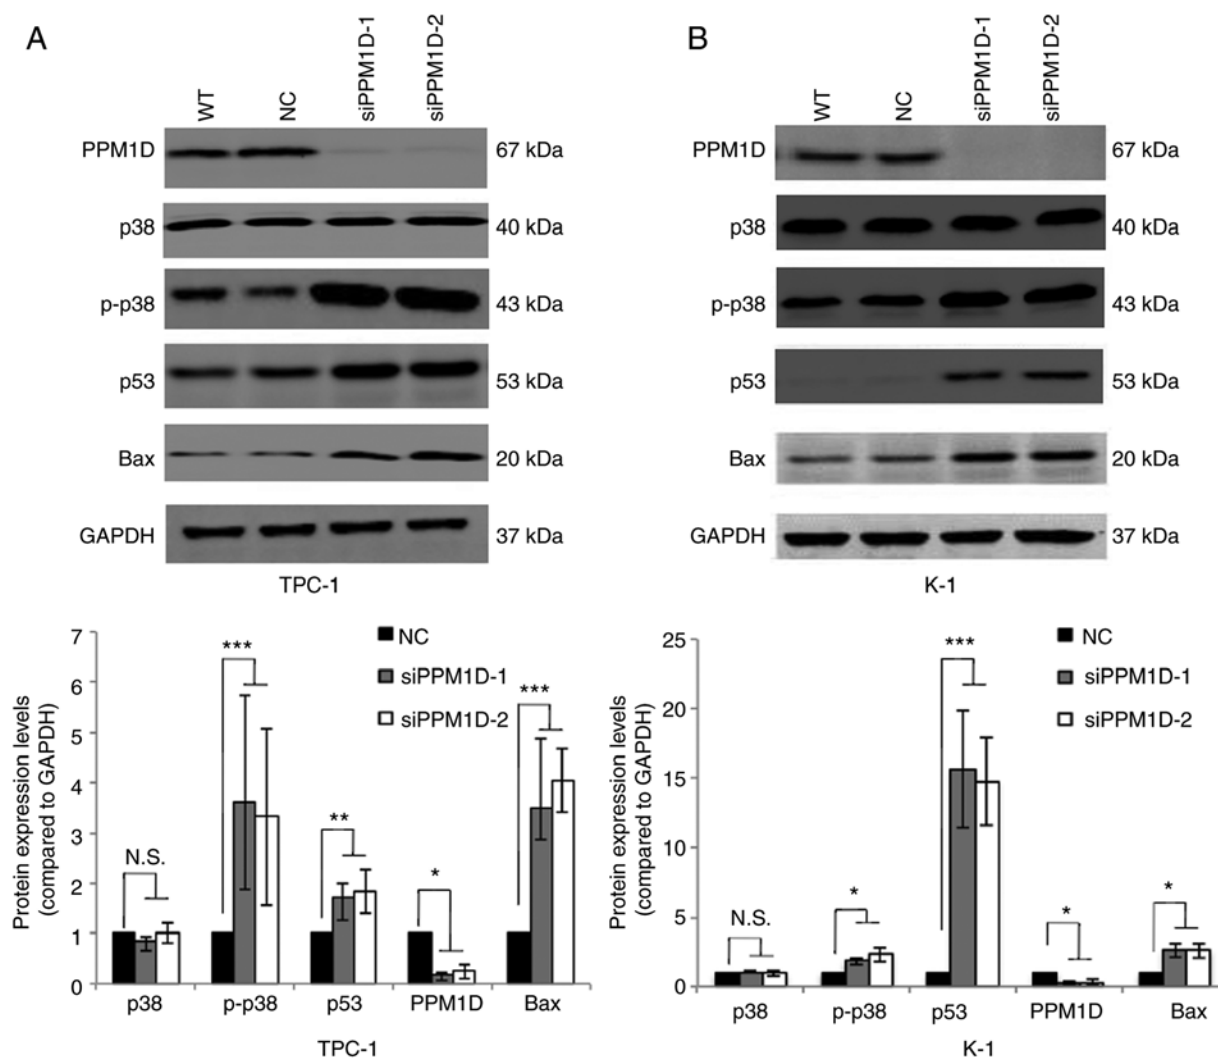 A
WT
NC
siPPM1D-1
siPPM1D-2
PPM1D
67 kDa
p38
40 kDa
p-p38
43 kDa
p53
53 kDa
Bax
20 kDa
GAPDH
37 kDa
TPC-1
B
WT
NC
siPPM1D-1
siPPM1D-2
PPM1D
67 kDa
p38
40 kDa
p-p38
43 kDa
p53
53 kDa
Bax
20 kDa
GAPDH
37 kDa
K-1
Protein expression levels
(compared to GAPDH)
7
6
5
4
3
2
1
0
NC
siPPM1D-1
siPPM1D-2
N.S.
***
**
*
***
p38
p-p38
p53
PPM1D
Bax
TPC-1
Protein expression levels
(compared to GAPDH)
25
20
15
10
5
0
NC
siPPM1D-1
siPPM1D-2
N.S.
*
***
*
*
p38
p-p38
p53
PPM1D
Bax
K-1